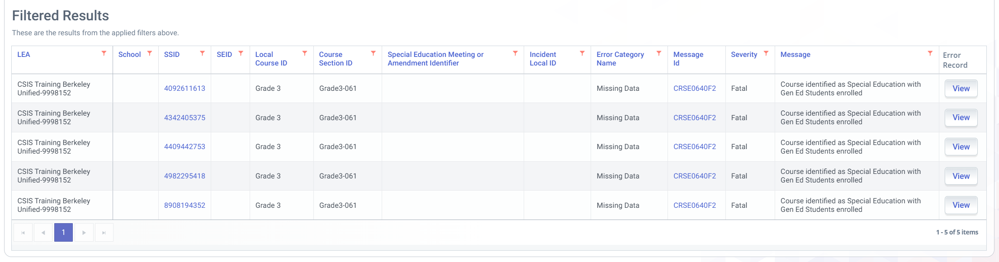 Filtered Results
These are the results from the applied filters above.
LEA School SSID SEID Local Course ID Course Section ID Special Education Meeting or Amendment Identifier Incident Local ID Error Category Name Message Id Severity Message Error Record
CSIS Training Berkeley Unified-9998152 4092611613 Grade 3 Grade3-061 Missing Data CRSE0640F2 Fatal Course identified as Special Education with Gen Ed Students enrolled View
CSIS Training Berkeley Unified-9998152 4342405375 Grade 3 Grade3-061 Missing Data CRSE0640F2 Fatal Course identified as Special Education with Gen Ed Students enrolled View
CSIS Training Berkeley Unified-9998152 4409442753 Grade 3 Grade3-061 Missing Data CRSE0640F2 Fatal Course identified as Special Education with Gen Ed Students enrolled View
CSIS Training Berkeley Unified-9998152 4982295418 Grade 3 Grade3-061 Missing Data CRSE0640F2 Fatal Course identified as Special Education with Gen Ed Students enrolled View
CSIS Training Berkeley Unified-9998152 8908194352 Grade 3 Grade3-061 Missing Data CRSE0640F2 Fatal Course identified as Special Education with Gen Ed Students enrolled View
1 1 - 5 of 5 items